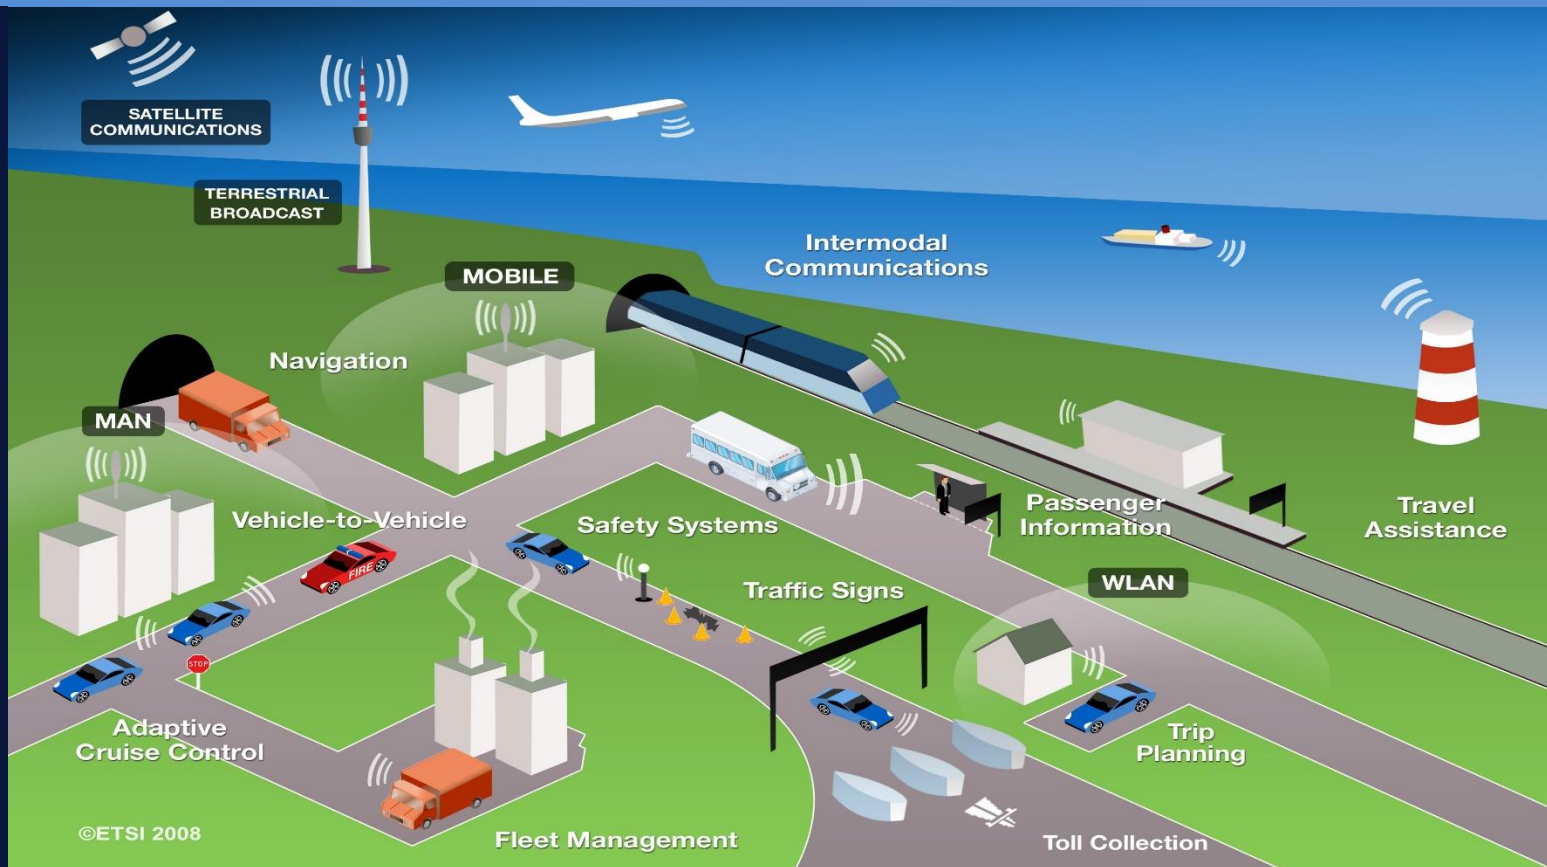 SATELLITE
COMMUNICATIONS
TERRESTRIAL
BROADCAST
Intermodal
Communications
MOBILE
Navigation
MAN
Vehicle-to-Vehicle
Safety Systems
Passenger
Information
Travel
Assistance
FIRE
Traffic Signs
WLAN
STOP
Adaptive
Cruise Control
Trip
Planning
©ETSI 2008
Fleet Management
Toll Collection